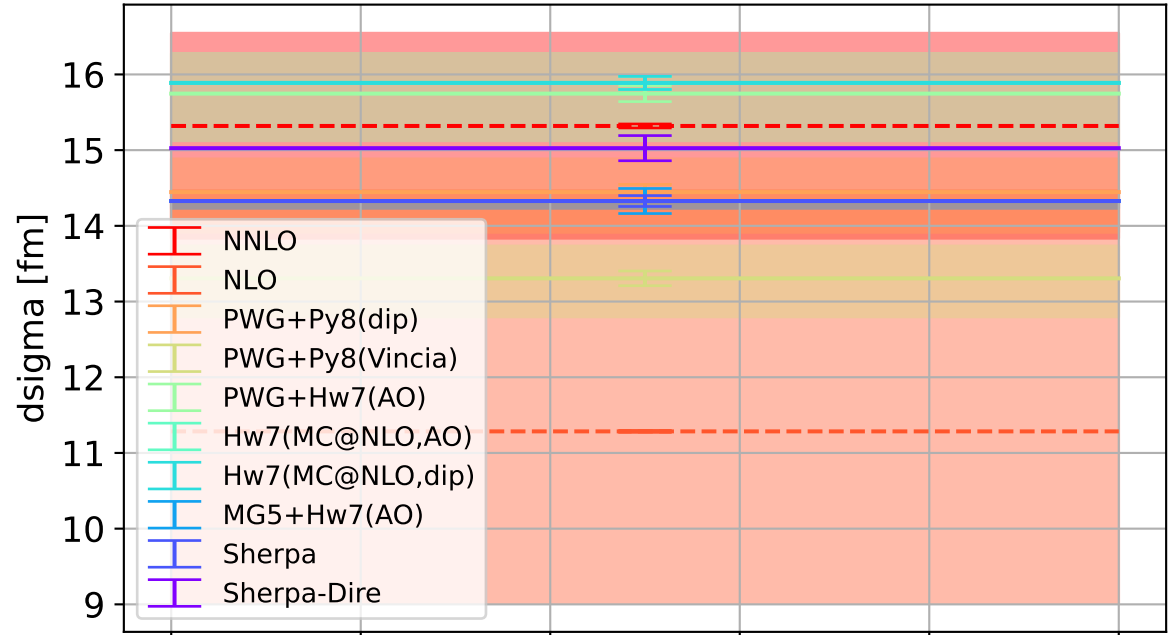 dsigma [fm]
16
15
14
13
12
11
10
9
NNLO
NLO
PWG+Py8(dip)
PWG+Py8(Vincia)
PWG+Hw7(AO)
Hw7(MC@NLO,AO)
Hw7(MC@NLO,dip)
MG5+Hw7(AO)
Sherpa
Sherpa-Dire